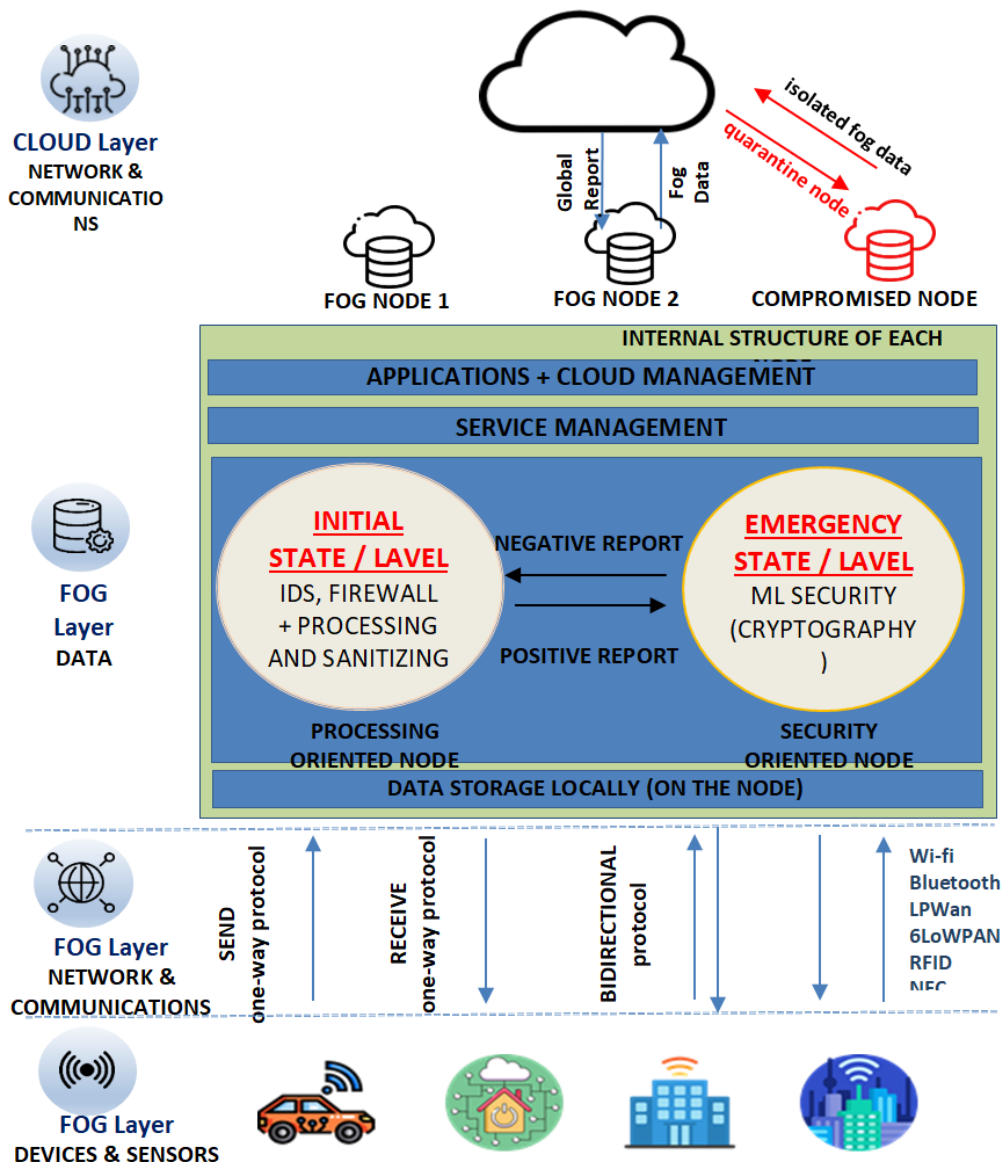 CLOUD Layer
NETWORK &
COMMUNICATIO
NS
Global
Report
Fog
Data
isolated fog data
quarantine node
FOG NODE 1
FOG NODE 2
COMPROMISED NODE
INTERNAL STRUCTURE OF EACH
APPLICATIONS + CLOUD MANAGEMENT
SERVICE MANAGEMENT
FOG
Layer
DATA
INITIAL
STATE / LAVEL
IDS, FIREWALL
+ PROCESSING
AND SANITIZING
NEGATIVE REPORT
POSITIVE REPORT
EMERGENCY
STATE / LAVEL
ML SECURITY
(CRYPTOGRAPHY
)
PROCESSING
ORIENTED NODE
SECURITY
ORIENTED NODE
DATA STORAGE LOCALLY (ON THE NODE)
FOG Layer
NETWORK &
COMMUNICATIONS
SEND
one-way protocol
RECEIVE
one-way protocol
BIDIRECTIONAL
protocol
Wi-fi
Bluetooth
LPWan
6LoWPAN
RFID
NFC
FOG Layer
DEVICES & SENSORS